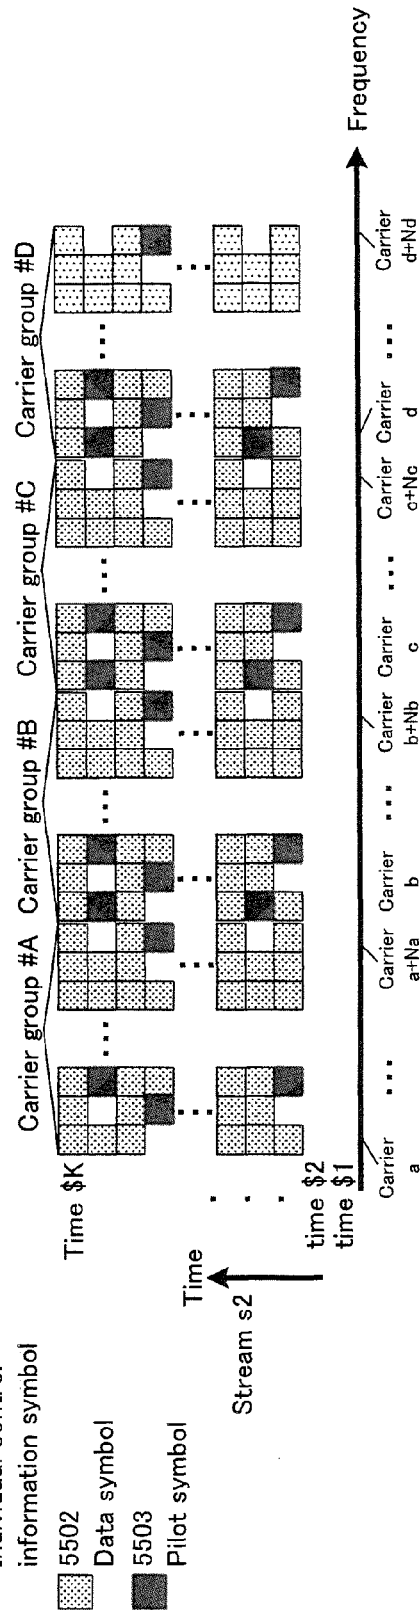 information symbol
5502
Data symbol
5503
Pilot symbol
Carrier group #A
Carrier group #B
Carrier group #C
Carrier group #D
Time $K
Time
Stream s2
time $2
time $1
Frequency
Carrier
a
Carrier
a+Na
Carrier
b
Carrier
b+Nb
Carrier
c
Carrier
c+Nc
Carrier
d
Carrier
d+Nd